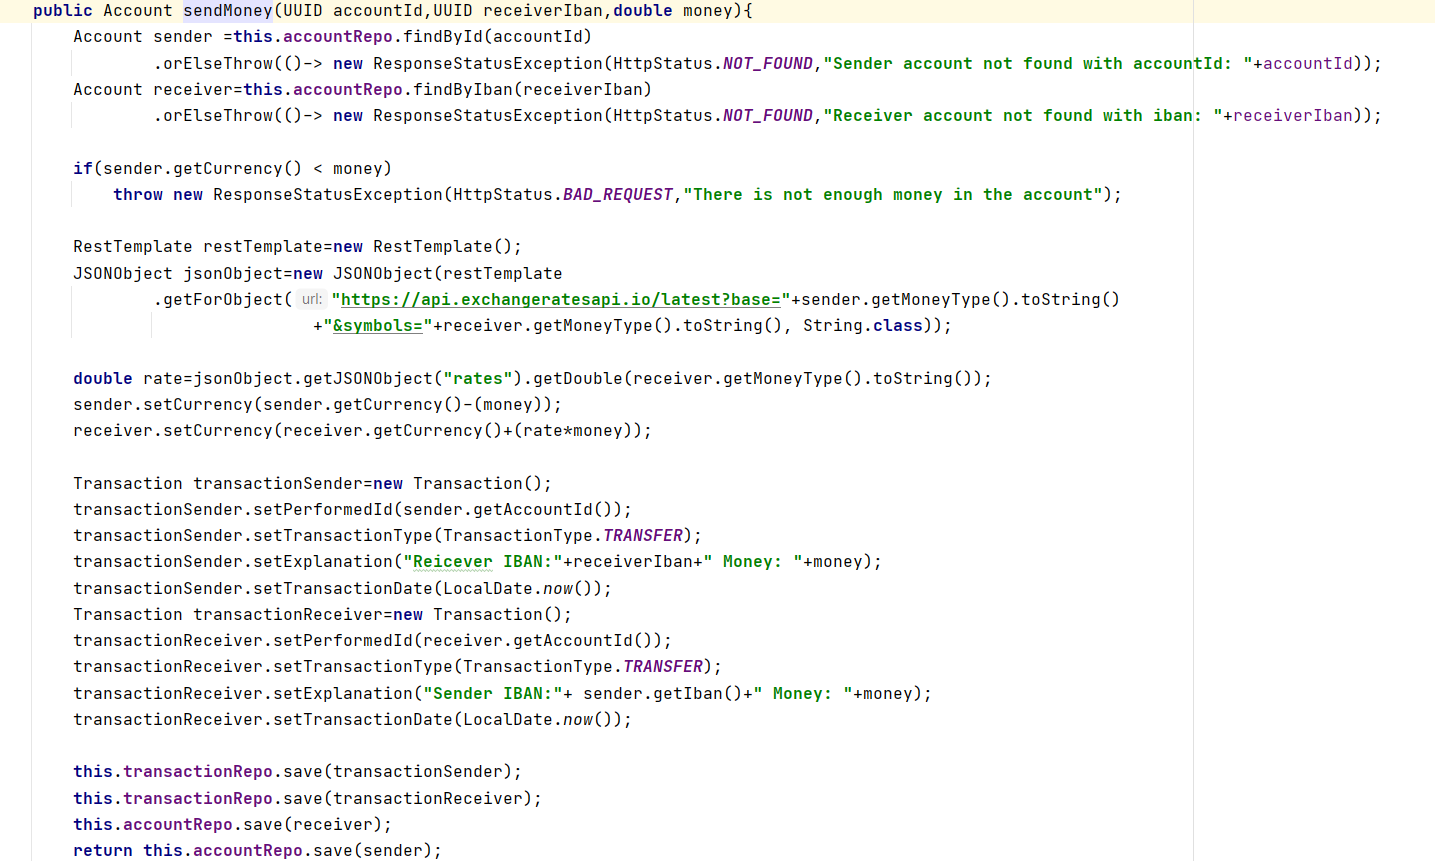 public Account sendMoney(UUID accountId,UUID receiverIban,double money){
Account sender =this.accountRepo.findById(accountId)
.orElseThrow(()-> new ResponseStatusException(HttpStatus.NOT_FOUND,"Sender account not found with accountId: "+accountId));
Account receiver=this.accountRepo.findByIban(receiverIban)
.orElseThrow(()-> new ResponseStatusException(HttpStatus.NOT_FOUND,"Receiver account not found with iban: "+receiverIban));
if(sender.getCurrency() < money)
throw new ResponseStatusException(HttpStatus.BAD_REQUEST,"There is not enough money in the account");
RestTemplate restTemplate=new RestTemplate();
JSONObject jsonObject=new JSONObject(restTemplate
.getForObject( url: "https://api.exchangeratesapi.io/latest?base="+sender.getMoneyType().toString()
+"&symbols="+receiver.getMoneyType().toString(), String.class));
double rate=jsonObject.getJSONObject("rates").getDouble(receiver.getMoneyType().toString());
sender.setCurrency(sender.getCurrency()-(money));
receiver.setCurrency(receiver.getCurrency()+(rate*money));
Transaction transactionSender=new Transaction();
transactionSender.setPerformedId(sender.getAccountId());
transactionSender.setTransactionType(TransactionType.TRANSFER);
transactionSender.setExplanation("Reicever IBAN:"+receiverIban+" Money: "+money);
transactionSender.setTransactionDate(LocalDate.now());
Transaction transactionReceiver=new Transaction();
transactionReceiver.setPerformedId(receiver.getAccountId());
transactionReceiver.setTransactionType(TransactionType.TRANSFER);
transactionReceiver.setExplanation("Sender IBAN:"+ sender.getIban()+" Money: "+money);
transactionReceiver.setTransactionDate(LocalDate.now());
this.transactionRepo.save(transactionSender);
this.transactionRepo.save(transactionReceiver);
this.accountRepo.save(receiver);
return this.accountRepo.save(sender);